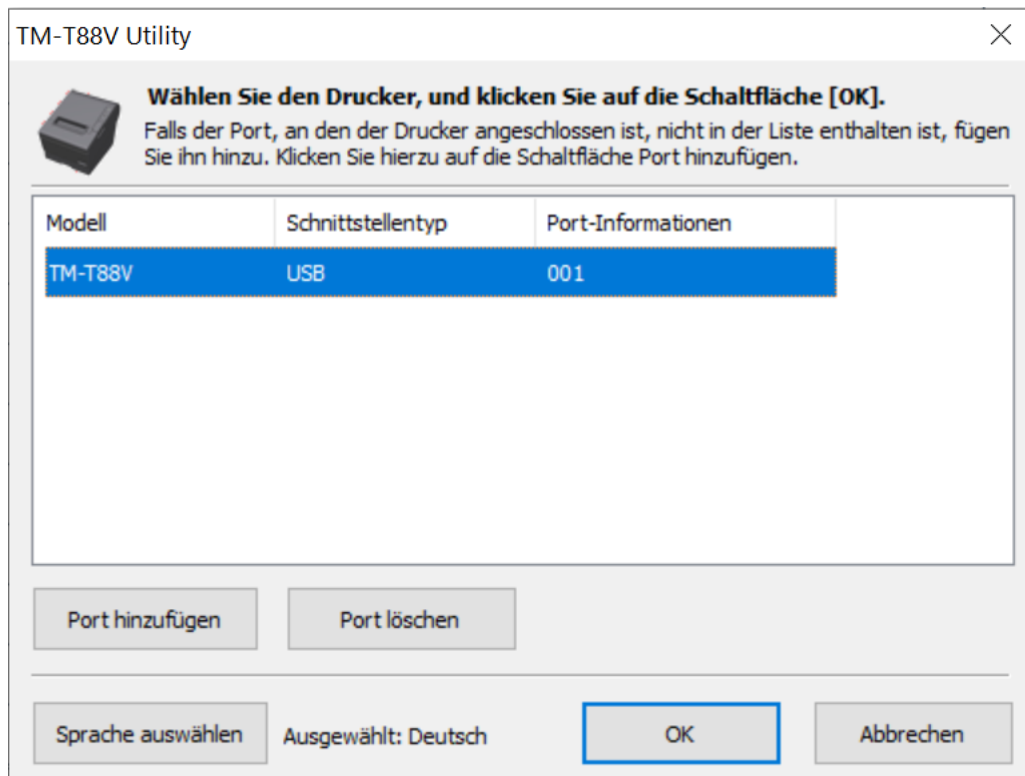 TM-T88V Utility
Wählen Sie den Drucker, und klicken Sie auf die Schaltfläche [OK].
Falls der Port, an den der Drucker angeschlossen ist, nicht in der Liste enthalten ist, fügen
Sie ihn hinzu. Klicken Sie hierzu auf die Schaltfläche Port hinzufügen.
Modell Schnittstellentyp Port-Informationen
TM-T88V USB 001
Port hinzufügen Port löschen
Sprache auswählen Ausgewählt: Deutsch OK Abbrechen